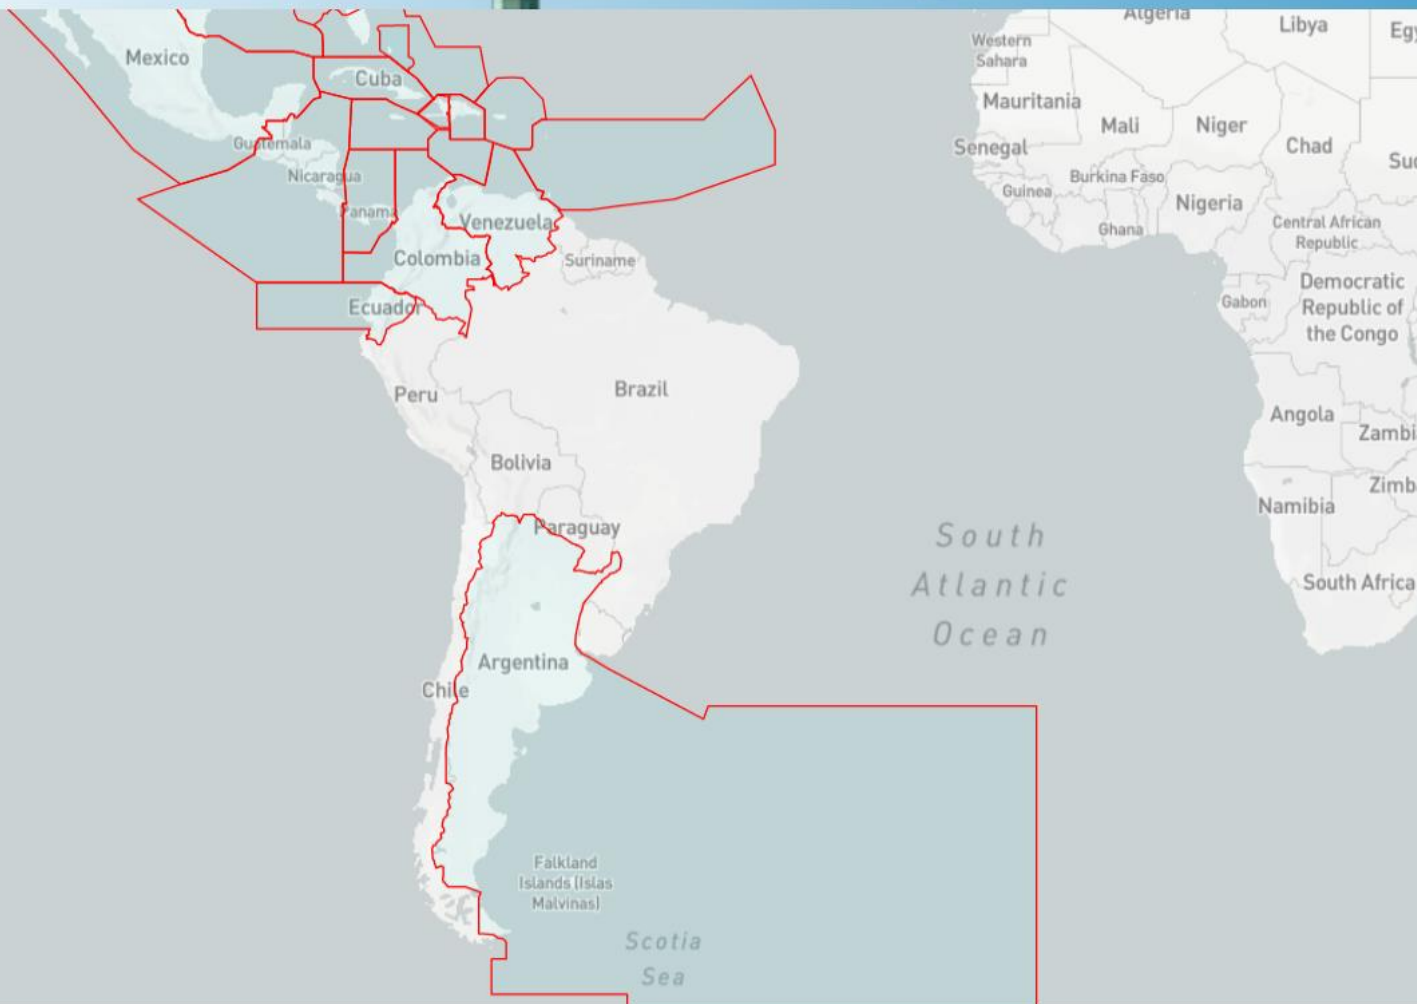 Algeria
Libya
Western
Sahara
Mexico
Cuba
Mauritania
Mali
Niger
Chad
Guatemala
Senegal
Nicaragua
Burkina Faso
Guinea
Panama
Nigeria
Venezuela
Ghana
Central African
Republic
Colombia
Suriname
Democratic
Republic of
the Congo
Gabon
Ecuador
Peru
Brazil
Angola
Zambi
Bolivia
Zimb
Namibia
Paraguay
South
Atlantic
Ocean
South Africa
Argentina
Chile
Falkland
Islands (Islas
Malvinas)
Scotia
Sea